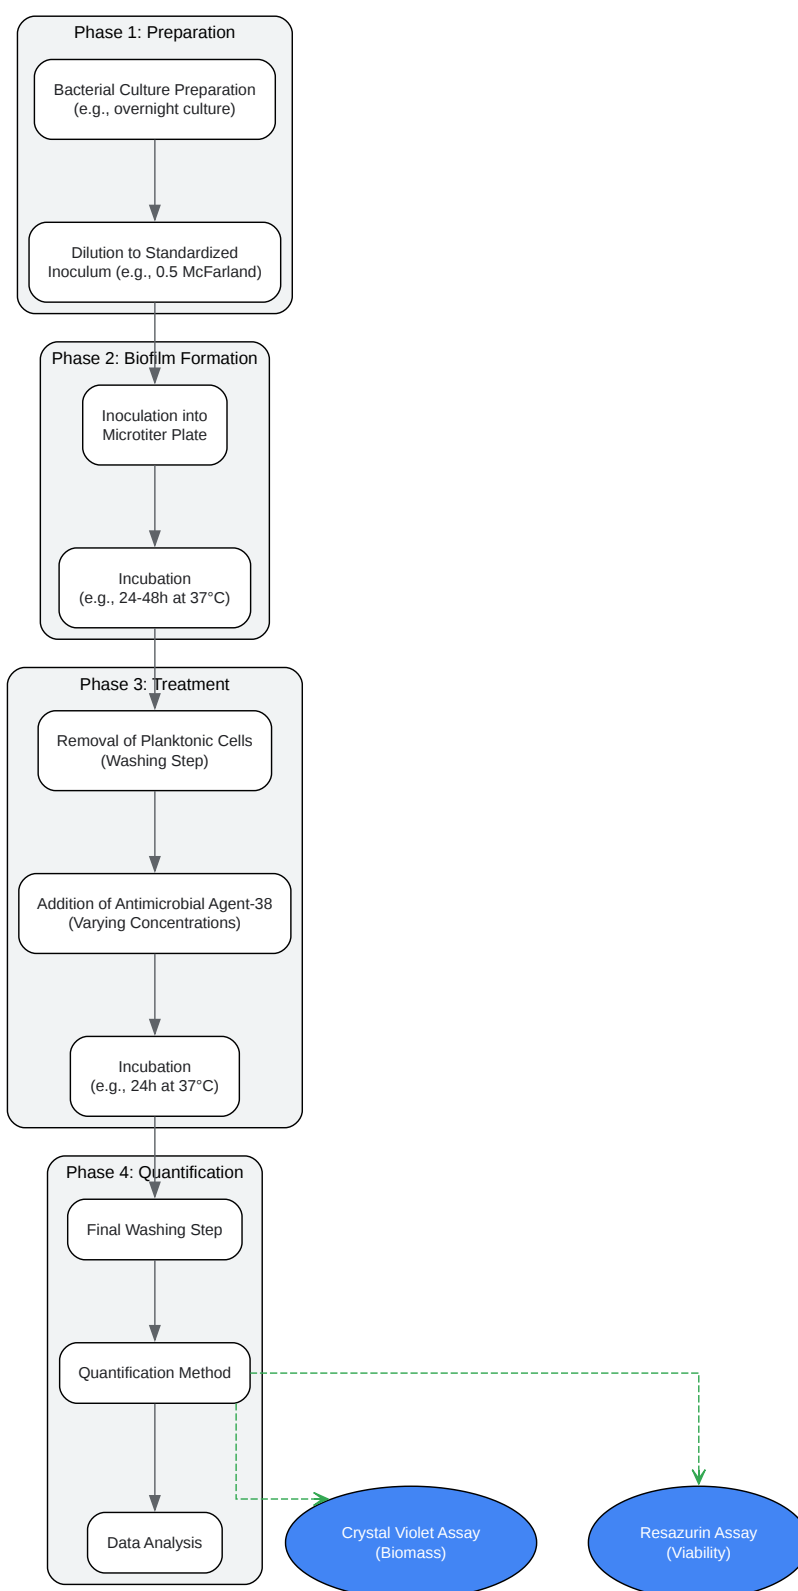 Phase 1: Preparation
Bacterial Culture Preparation
(e.g., overnight culture)
Dilution to Standardized
Inoculum (e.g., 0.5 McFarland)
Phase 2: Biofilm Formation
Inoculation into
Microtiter Plate
Incubation
(e.g., 24-48h at 37°C)
Phase 3: Treatment
Removal of Planktonic Cells
(Washing Step)
Addition of Antimicrobial Agent-38
(Varying Concentrations)
Incubation
(e.g., 24h at 37°C)
Phase 4: Quantification
Final Washing Step
Quantification Method
Data Analysis
Crystal Violet Assay
(Biomass)
Resazurin Assay
(Viability)